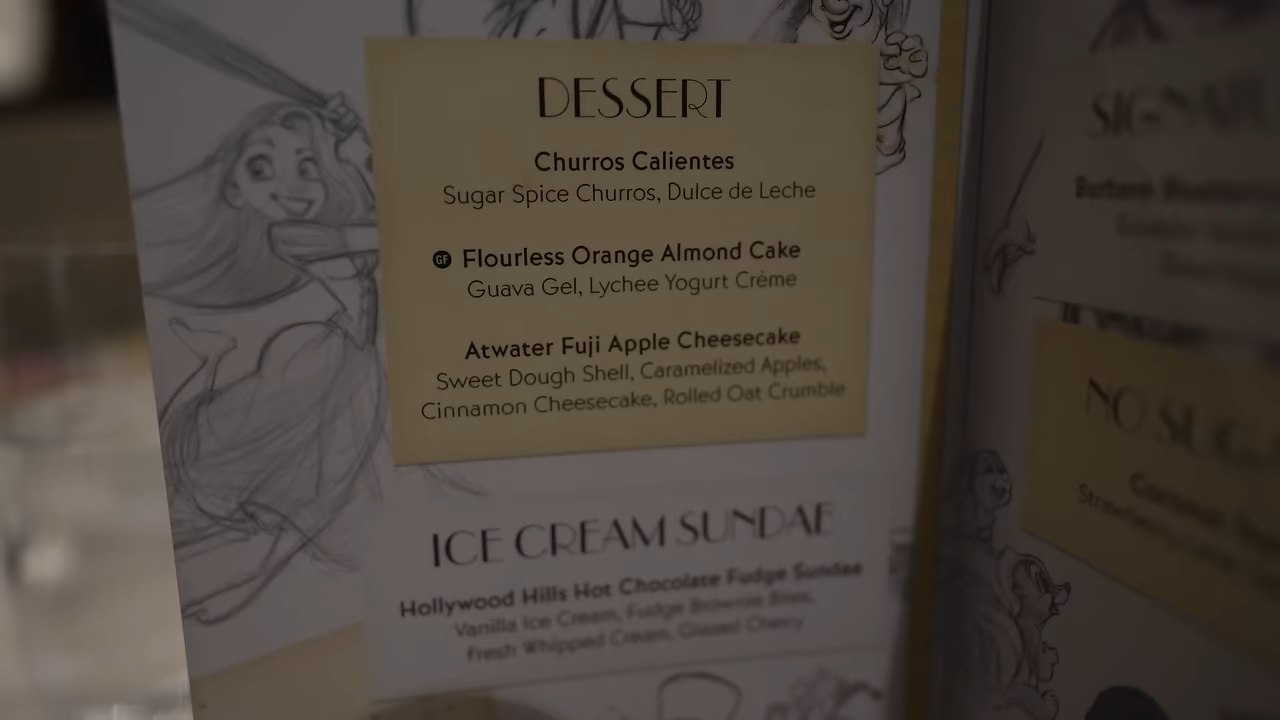 DESSERT
Churros Calientes
Sugar Spice Churros, Dulce de Leche
GF Flourless Orange Almond Cake
Guava Gel, Lychee Yogurt Crème
Atwater Fuji Apple Cheesecake
Sweet Dough Shell, Caramelized Apples,
Cinnamon Cheesecake, Rolled Oat Crumble
ICE CREAM SUNDAE
Hollywood Hills Hot Chocolate Fudge Sundae
Vanilla Ice Cream, Fudge Brownie Bites,
Fresh Whipped Cream, Glazed Cherry
NO